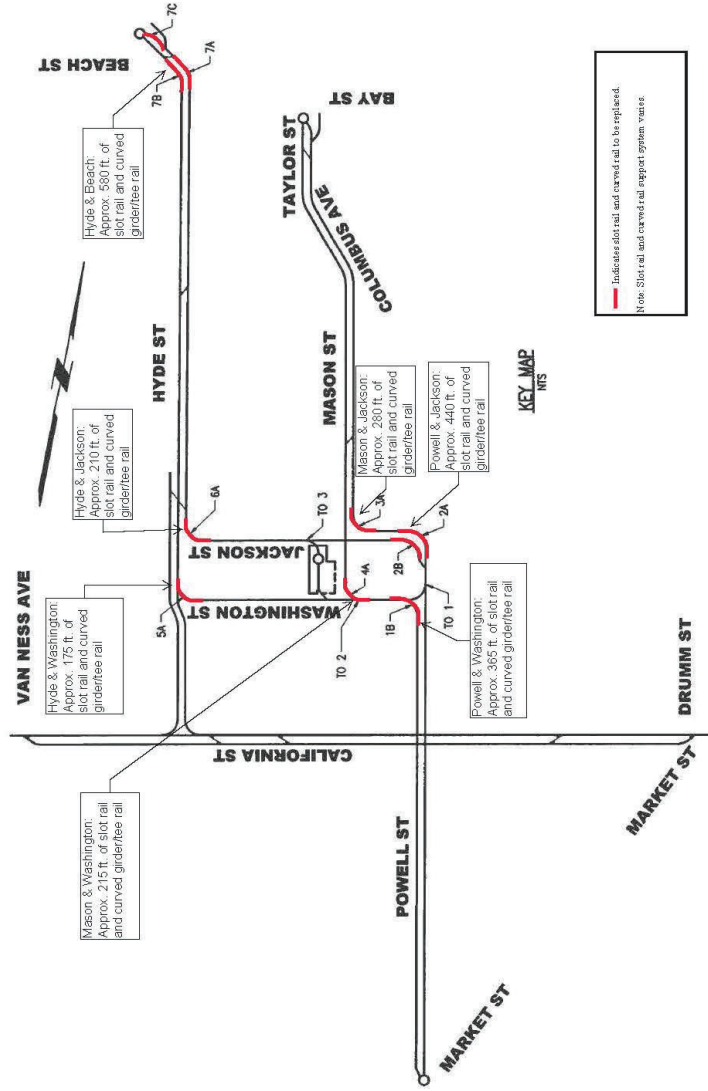 BEACH ST
7C
7A
7B
Hyde & Beach:
Approx. 580 ft. of
slot rail and curved
girder/tee rail
HYDE ST
TAYLOR ST
BAY ST
COLUMBUS AVE
MASON ST
KEY MAP
NTS
Indicates slot rail and curved rail to be replaced.
Note: Slot rail and curved rail support system varies.
Hyde & Jackson:
Approx. 210 ft. of
slot rail and curved
girder/tee rail
6A
JACKSON ST
TO 3
Mason & Jackson:
Approx. 280 ft. of
slot rail and curved
girder/tee rail
3A
Powell & Jackson:
Approx. 440 ft. of
slot rail and curved
girder/tee rail
2A
2B
VAN NESS AVE
Hyde & Washington:
Approx. 175 ft. of
slot rail and curved
girder/tee rail
5A
WASHINGTON ST
4A
TO 2
1B
TO 1
Powell & Washington:
Approx. 365 ft. of slot rail
and curved girder/tee rail
CALIFORNIA ST
DRUMM ST
MARKET ST
Mason & Washington:
Approx. 215 ft. of slot rail
and curved girder/tee rail
POWELL ST
MARKET ST